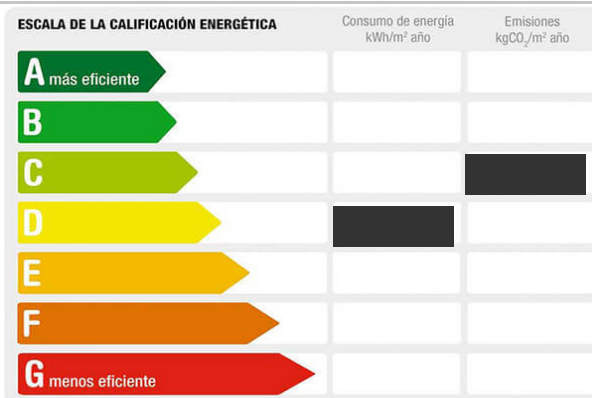 ESCALA DE LA CALIFICACIÓN ENERGÉTICA
Consumo de energía
kWh/m² año
Emisiones
kgCO₂/m² año
A más eficiente
B
C
D
E
F
G menos eficiente